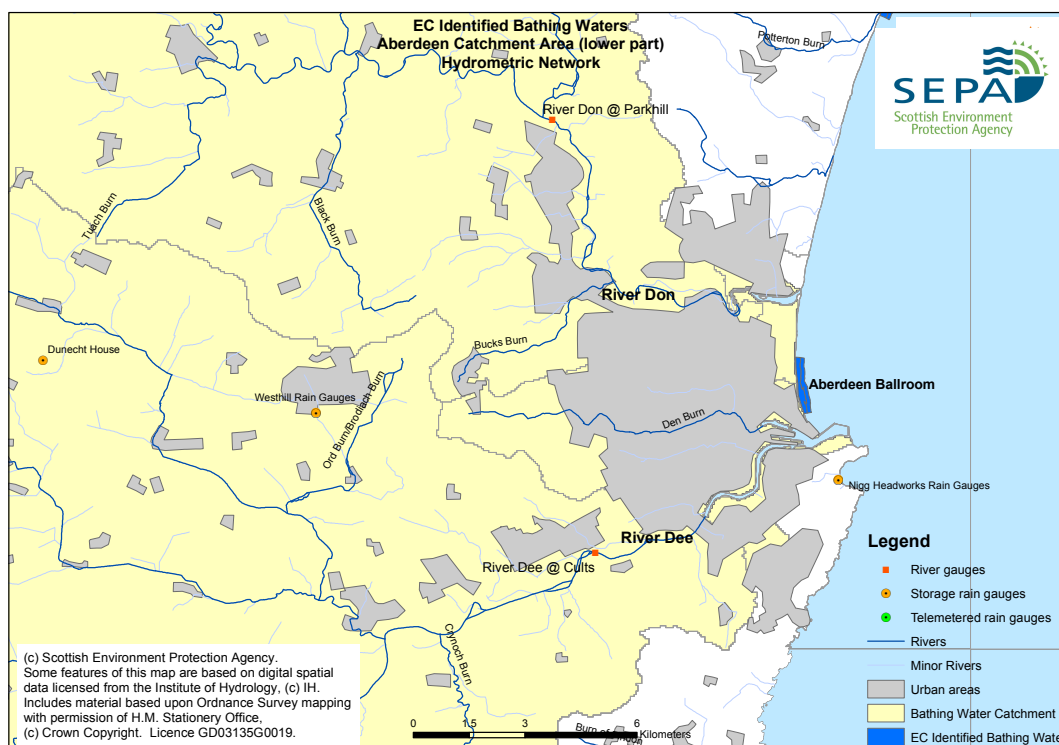 EC Identified Bathing Waters
Aberdeen Catchment Area (lower part)
Hydrometric Network
Potterton Burn
SEPA
Scottish Environment
Protection Agency
River Don @ Parkhill
Tuach Burn
Black Burn
River Don
Dunecht House
Bucks Burn
Aberdeen Ballroom
Westhill Rain Gauges
Ord Burn/Brodiach Burn
Den Burn
Nigg Headworks Rain Gauges
River Dee
River Dee @ Cults
Crynoch Burn
Legend
River gauges
Storage rain gauges
Telemetered rain gauges
Rivers
Minor Rivers
Urban areas
Bathing Water Catchment
EC Identified Bathing Wate
(c) Scottish Environment Protection Agency.
Some features of this map are based on digital spatial
data licensed from the Institute of Hydrology, (c) IH.
Includes material based upon Ordnance Survey mapping
with permission of H.M. Stationery Office,
(c) Crown Copyright. Licence GD03135G0019.
0 1.5 3 6
Kilometers
Burn of